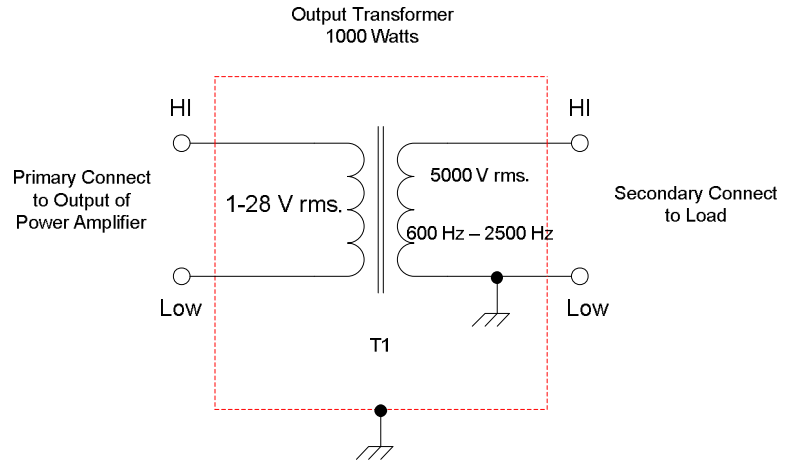 Output Transformer
1000 Watts
HI
HI
Primary Connect
to Output of
Power Amplifier
1-28 V rms.
5000 V rms.
600 Hz – 2500 Hz
Secondary Connect
to Load
Low
Low
T1